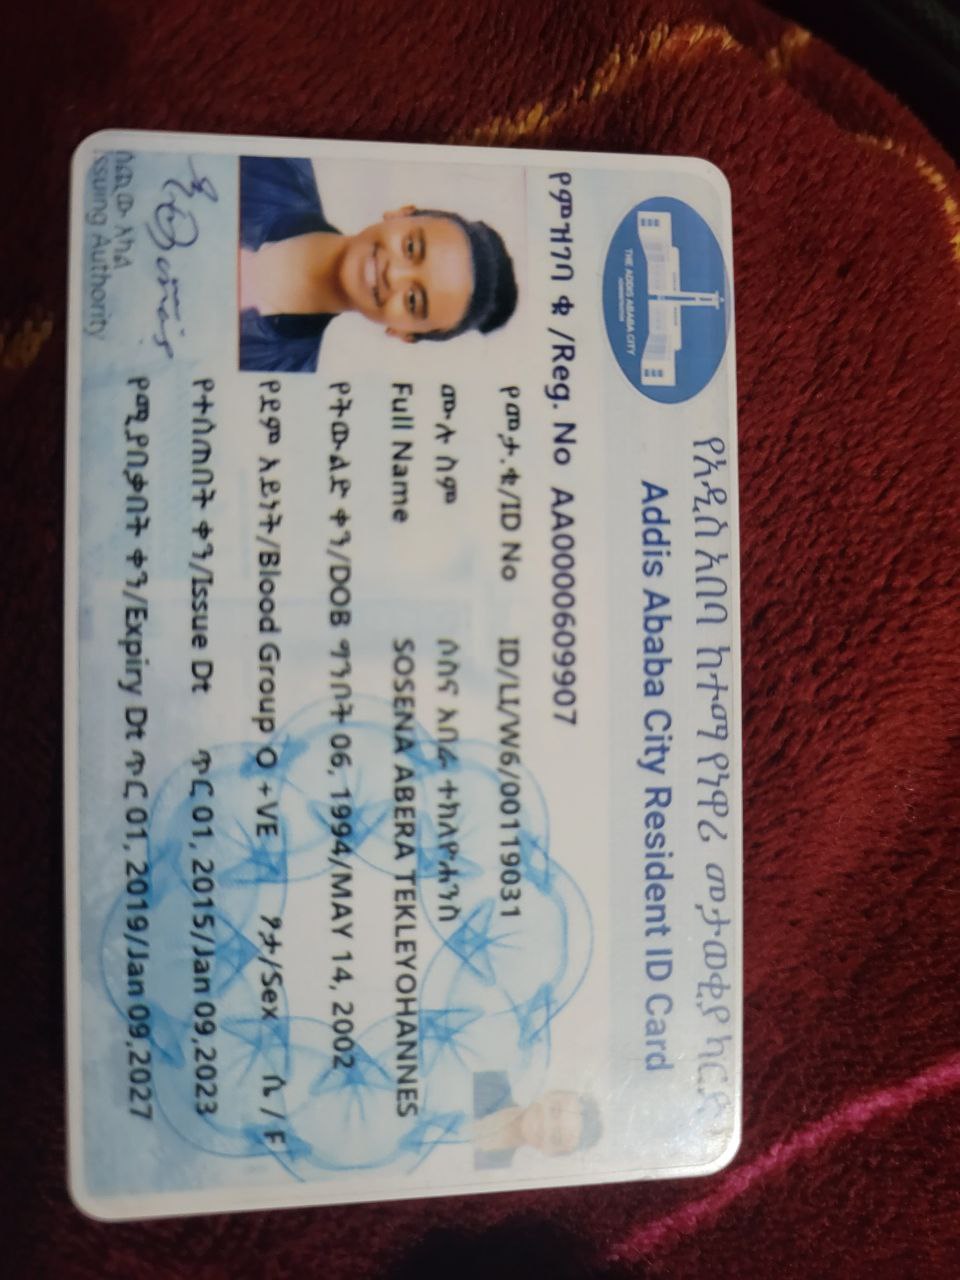 THE ADDIS ABABA CITY
የአዲስ አበባ ከተማ የነዋሪ መታወቂያ ካርድ
Addis Ababa City Resident ID Card
የምዝገባ ቁ /Reg. No AA0000609907
የመታ.ቁ/ID No ID/LI/W6/00119031
ሙሉ ስም ሶስና አበራ ተክለዮሐንስ
Full Name SOSENA ABERA TEKLEYOHANNES
የትውልድ ቀን/DOB ግንቦት 06, 1994/MAY 14, 2002
የደም አይነት/Blood Group O +VE ፆታ/Sex ሴ / F
የተሰጠበት ቀን/Issue Dt ጥር 01, 2015/Jan 09,2023
የሚያበቃበት ቀን/Expiry Dt ጥር 01, 2019/Jan 09,2027
ሰጪው አካል
Issuing Authority